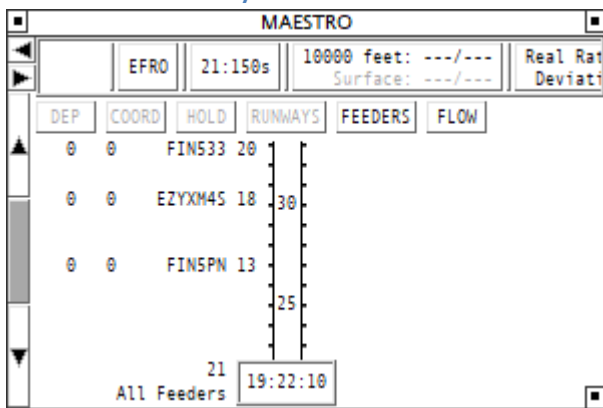 MAESTRO
EFRO 21:150s 10000 feet: ---/--- Real Rat
Surface: ---/--- Deviati
DEP COORD HOLD RUNWAYS FEEDERS FLOW
0 0 FIN533 20
0 0 EZYXM4S 18 30
0 0 FIN5PN 13
25
21
All Feeders 19:22:10